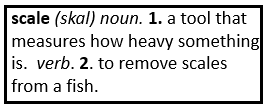 scale (skal) noun. 1. a tool that
measures how heavy something
is. verb. 2. to remove scales
from a fish.